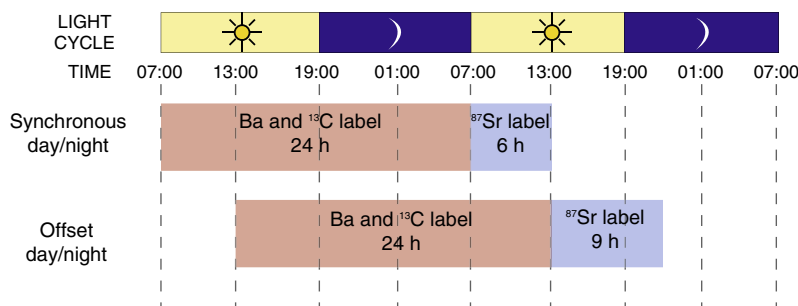 LIGHT
CYCLE
TIME 07:00 13:00 19:00 01:00 07:00 13:00 19:00 01:00 07:00
Synchronous
day/night
Ba and ¹³C label
24 h
⁸⁷Sr label
6 h
Offset
day/night
Ba and ¹³C label
24 h
⁸⁷Sr label
9 h